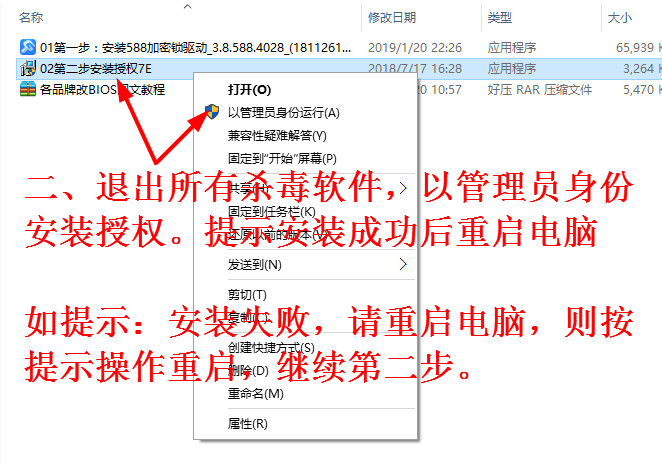 名称 修改日期 类型 大小
01第一步：安装588加密锁驱动_3.8.588.4028_(1811261... 2019/1/20 22:26 应用程序 65,939 K
02第二步安装授权7E 2018/7/17 16:28 应用程序 3,264 K
各品牌改BIOS图文教程 20 10:57 好压 RAR 压缩文件 5,470 K
打开(O)
以管理员身份运行(A)
兼容性疑难解答(Y)
固定到"开始"屏幕(P)
二、退出所有杀毒软件，以管理员身份
共享(H)
固定到任务栏(K)
安装授权。提示安装成功后重启电脑
还原以前的版本(V)
发送到(N)
剪切(T)
如提示：安装失败，请重启电脑，则按
复制(C)
创建快捷方式(S)
提示操作重启，继续第二步。
删除(D)
重命名(M)
属性(R)